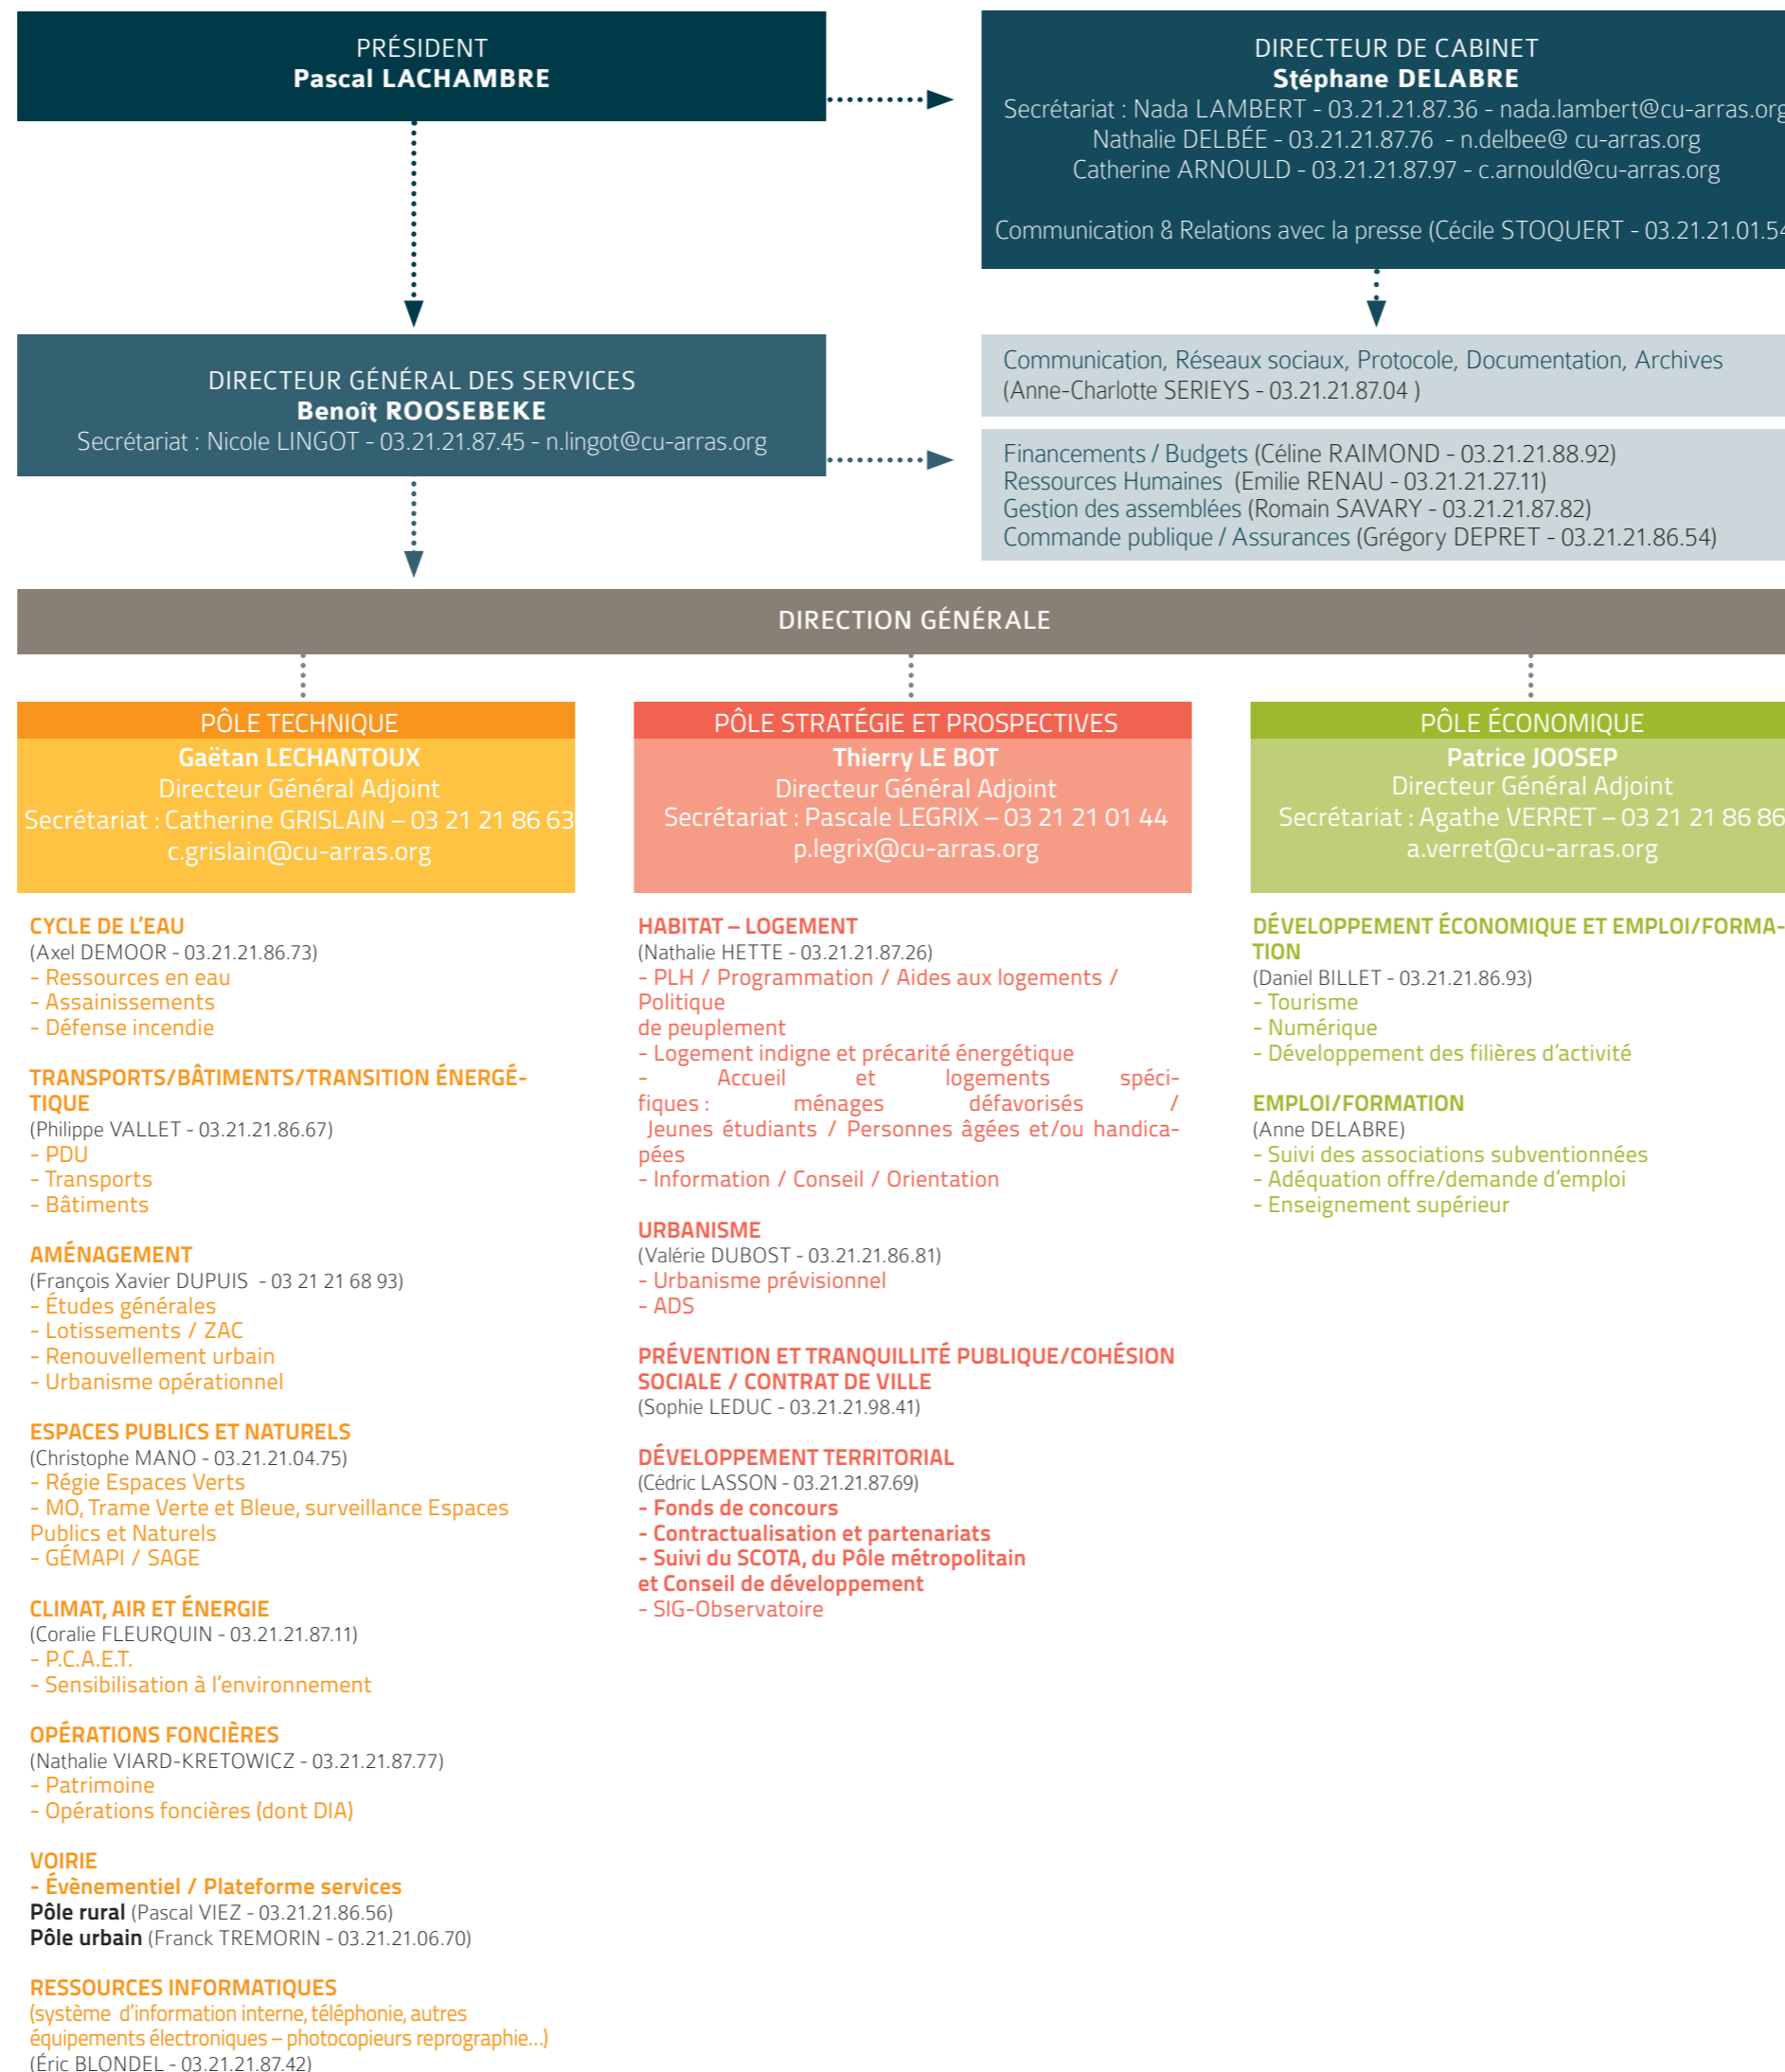 PRÉSIDENT
Pascal LACHAMBRE
DIRECTEUR DE CABINET
Stéphane DELABRE
Secrétariat : Nada LAMBERT - 03.21.21.87.36 - nada.lambert@cu-arras.org
Nathalie DELBÉE - 03.21.21.87.76 - n.delbee@ cu-arras.org
Catherine ARNOULD - 03.21.21.87.97 - c.arnould@cu-arras.org
Communication & Relations avec la presse (Cécile STOQUERT - 03.21.21.01.54
DIRECTEUR GÉNÉRAL DES SERVICES
Benoît ROOSEBEKE
Secrétariat : Nicole LINGOT - 03.21.21.87.45 - n.lingot@cu-arras.org
Communication, Réseaux sociaux, Protocole, Documentation, Archives
(Anne-Charlotte SERIEYS - 03.21.21.87.04 )
Financements / Budgets (Céline RAIMOND - 03.21.21.88.92)
Ressources Humaines (Emilie RENAU - 03.21.21.27.11)
Gestion des assemblées (Romain SAVARY - 03.21.21.87.82)
Commande publique / Assurances (Grégory DEPRET - 03.21.21.86.54)
DIRECTION GÉNÉRALE
PÔLE TECHNIQUE
Gaëtan LECHANTOUX
Directeur Général Adjoint
Secrétariat : Catherine GRISLAIN – 03 21 21 86 63
c.grislain@cu-arras.org
CYCLE DE L'EAU
(Axel DEMOOR - 03.21.21.86.73)
- Ressources en eau
- Assainissements
- Défense incendie
TRANSPORTS/BÂTIMENTS/TRANSITION ÉNERGÉ-
TIQUE
(Philippe VALLET - 03.21.21.86.67)
- PDU
- Transports
- Bâtiments
AMÉNAGEMENT
(François Xavier DUPUIS - 03 21 21 68 93)
- Études générales
- Lotissements / ZAC
- Renouvellement urbain
- Urbanisme opérationnel
ESPACES PUBLICS ET NATURELS
(Christophe MANO - 03.21.21.04.75)
- Régie Espaces Verts
- MO, Trame Verte et Bleue, surveillance Espaces
Publics et Naturels
- GÉMAPI / SAGE
CLIMAT, AIR ET ÉNERGIE
(Coralie FLEURQUIN - 03.21.21.87.11)
- P.C.A.E.T.
- Sensibilisation à l'environnement
OPÉRATIONS FONCIÈRES
(Nathalie VIARD-KRETOWICZ - 03.21.21.87.77)
- Patrimoine
- Opérations foncières (dont DIA)
VOIRIE
- Évènementiel / Plateforme services
Pôle rural (Pascal VIEZ - 03.21.21.86.56)
Pôle urbain (Franck TREMORIN - 03.21.21.06.70)
RESSOURCES INFORMATIQUES
(système d'information interne, téléphonie, autres
équipements électroniques – photocopieurs reprographie...)
(Éric BLONDEL - 03.21.21.87.42)
PÔLE STRATÉGIE ET PROSPECTIVES
Thierry LE BOT
Directeur Général Adjoint
Secrétariat : Pascale LEGRIX – 03 21 21 01 44
p.legrix@cu-arras.org
HABITAT – LOGEMENT
(Nathalie HETTE - 03.21.21.87.26)
- PLH / Programmation / Aides aux logements /
Politique
de peuplement
- Logement indigne et précarité énergétique
- Accueil et logements spéci-
fiques : ménages défavorisés /
Jeunes étudiants / Personnes âgées et/ou handica-
pées
- Information / Conseil / Orientation
URBANISME
(Valérie DUBOST - 03.21.21.86.81)
- Urbanisme prévisionnel
- ADS
PRÉVENTION ET TRANQUILLITÉ PUBLIQUE/COHÉSION
SOCIALE / CONTRAT DE VILLE
(Sophie LEDUC - 03.21.21.98.41)
DÉVELOPPEMENT TERRITORIAL
(Cédric LASSON - 03.21.21.87.69)
- Fonds de concours
- Contractualisation et partenariats
- Suivi du SCOTA, du Pôle métropolitain
et Conseil de développement
- SIG-Observatoire
PÔLE ÉCONOMIQUE
Patrice JOOSEP
Directeur Général Adjoint
Secrétariat : Agathe VERRET – 03 21 21 86 86
a.verret@cu-arras.org
DÉVELOPPEMENT ÉCONOMIQUE ET EMPLOI/FORMA-
TION
(Daniel BILLET - 03.21.21.86.93)
- Tourisme
- Numérique
- Développement des filières d'activité
EMPLOI/FORMATION
(Anne DELABRE)
- Suivi des associations subventionnées
- Adéquation offre/demande d'emploi
- Enseignement supérieur